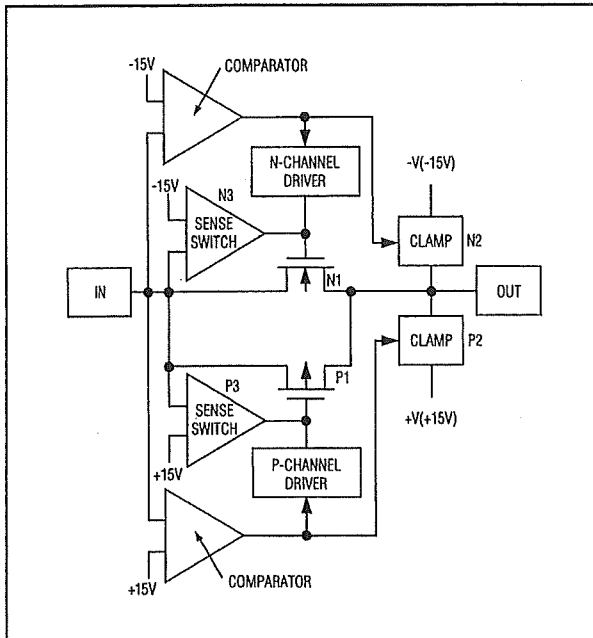 -15V
COMPARATOR
N-CHANNEL
DRIVER
-V(-15V)
-15V
N3
SENSE
SWITCH
CLAMP
N2
IN
N1
OUT
CLAMP
P2
P1
P3
SENSE
SWITCH
+15V
P-CHANNEL
DRIVER
+V(+15V)
+15V
COMPARATOR